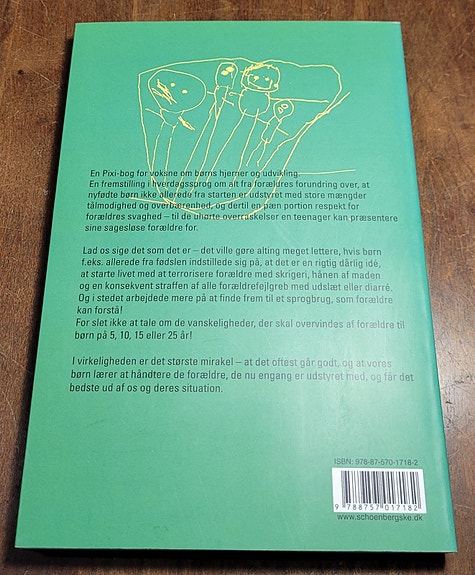 En Pixi-bog for voksne om børns hjerner og udvikling.
En fremstilling i hverdagssprog om alt fra forældres forundring over, at
nyfødte børn ikke allerede fra starten er udstyret med store mængder
tålmodighed og overbærenhed, og dertil en pæn portion respekt for
forældres svaghed – til de uhørte overraskelser en teenager kan præsentere
sine sagesløse forældre for.
Lad os sige det som det er – det ville gøre alting meget lettere, hvis børn
f.eks. allerede fra fødslen indstillede sig på, at det er en rigtig dårlig idé,
at starte livet med at terrorisere forældre med skrigeri, hånen af maden
og en konsekvent straffen af alle forældrefejlgreb med udslæt eller diarré.
Og i stedet arbejdede mere på at finde frem til et sprogbrug, som forældre
kan forstå!
For slet ikke at tale om de vanskeligheder, der skal overvindes af forældre til
børn på 5, 10, 15 eller 25 år!
I virkeligheden er det største mirakel – at det oftest går godt, og at vores
børn lærer at håndtere de forældre, de nu engang er udstyret med, og får det
bedste ud af os og deres situation.
ISBN: 978-87-570-1718-2
9 788757 017182
www.schoenbergske.dk